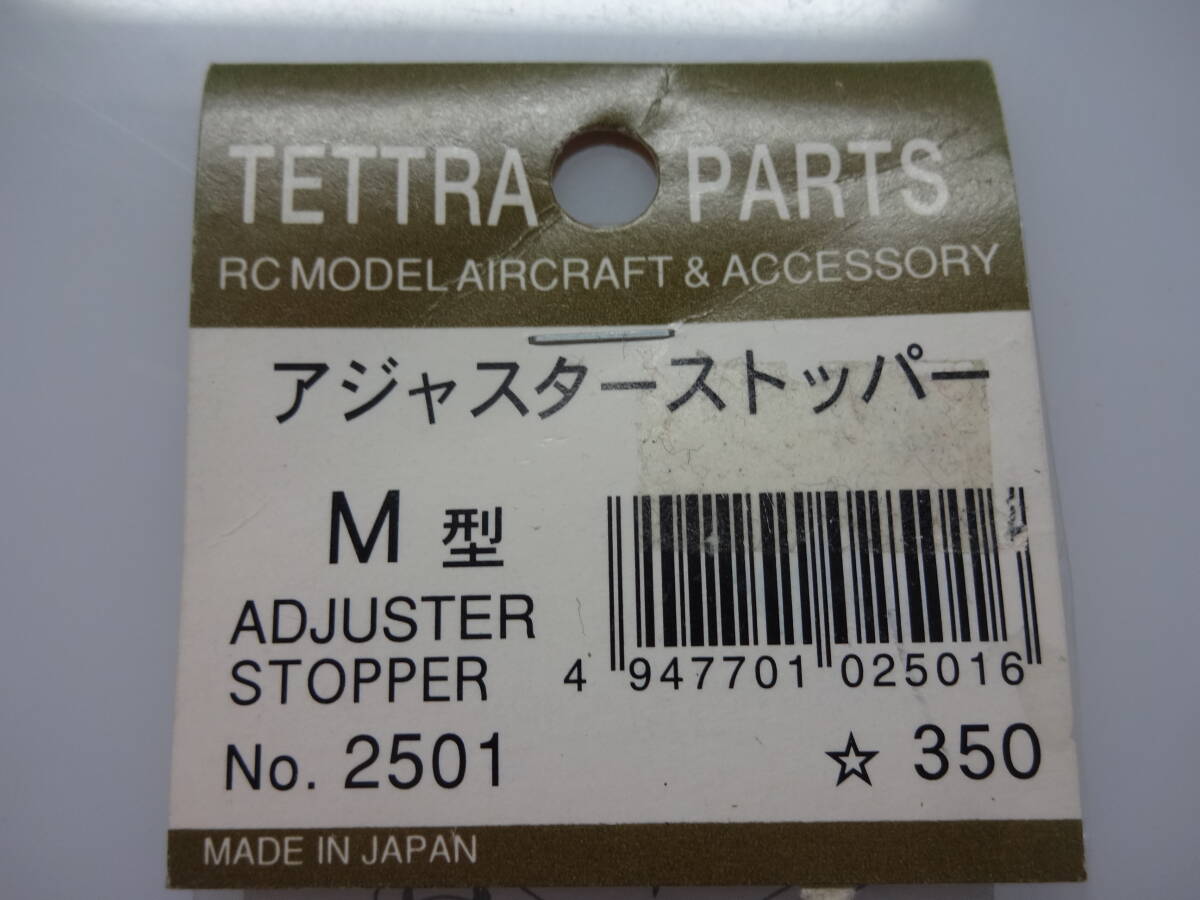 TETTRA PARTS
RC MODEL AIRCRAFT & ACCESSORY
アジャスターストッパー
M 型
ADJUSTER
STOPPER
4 947701 025016
No. 2501
☆ 350
MADE IN JAPAN